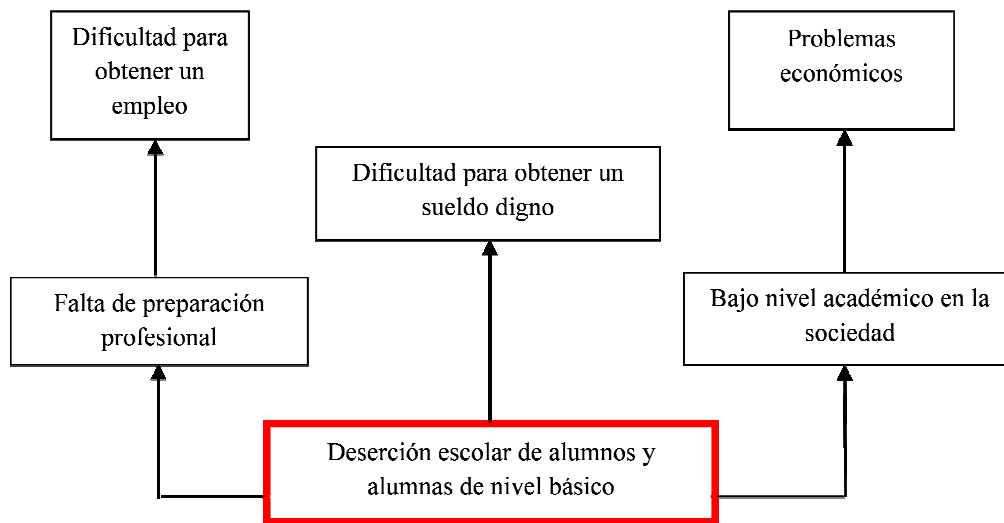 Dificultad para
obtener un
empleo
Problemas
económicos
Dificultad para obtener un
sueldo digno
Falta de preparación
profesional
Bajo nivel académico en la
sociedad
Deserción escolar de alumnos y
alumnas de nivel básico